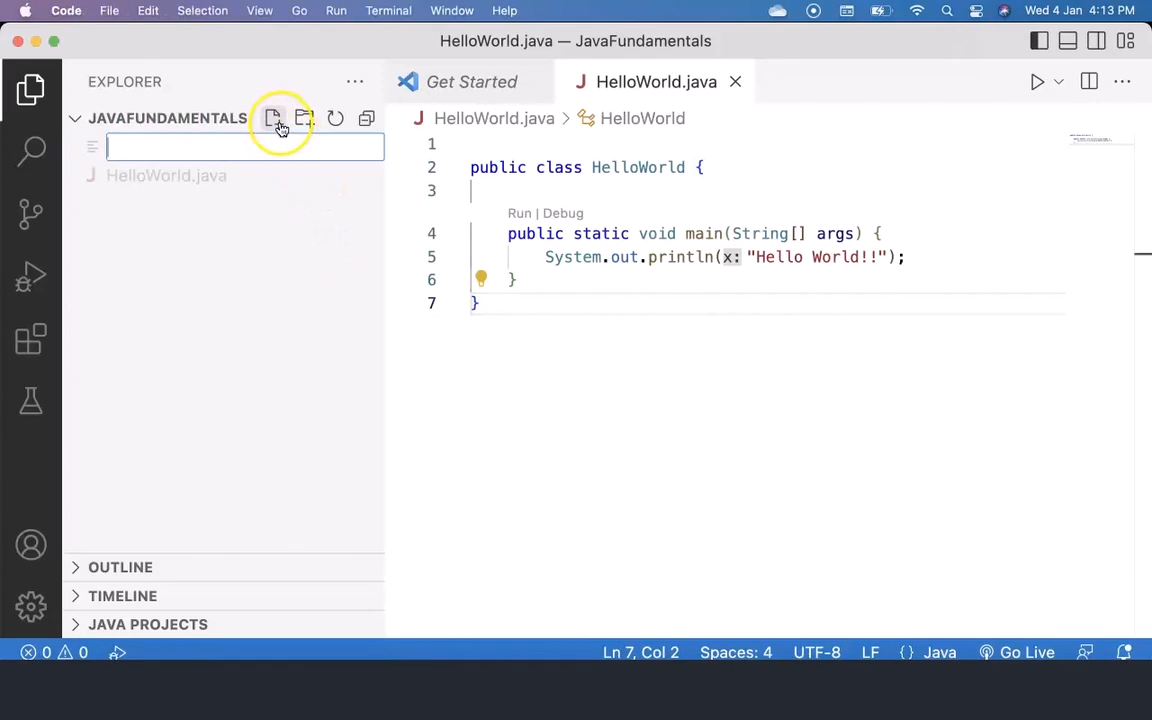 Code File Edit Selection View Go Run Terminal Window Help Wed 4 Jan 4:13 PM
HelloWorld.java — JavaFundamentals
EXPLORER
Get Started
HelloWorld.java
JAVAFUNDAMENTALS
HelloWorld.java > HelloWorld
HelloWorld.java
1
2 public class HelloWorld {
3
Run | Debug
4 public static void main(String[] args) {
5 System.out.println(x: "Hello World!!");
6 }
7 }
OUTLINE
TIMELINE
JAVA PROJECTS
0 0 Ln 7, Col 2 Spaces: 4 UTF-8 LF {} Java Go Live